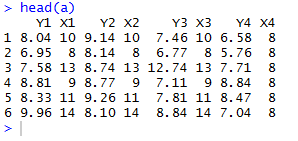 > head(a)
Y1 X1 Y2 X2 Y3 X3 Y4 X4
1 8.04 10 9.14 10 7.46 10 6.58 8
2 6.95 8 8.14 8 6.77 8 5.76 8
3 7.58 13 8.74 13 12.74 13 7.71 8
4 8.81 9 8.77 9 7.11 9 8.84 8
5 8.33 11 9.26 11 7.81 11 8.47 8
6 9.96 14 8.10 14 8.84 14 7.04 8
>